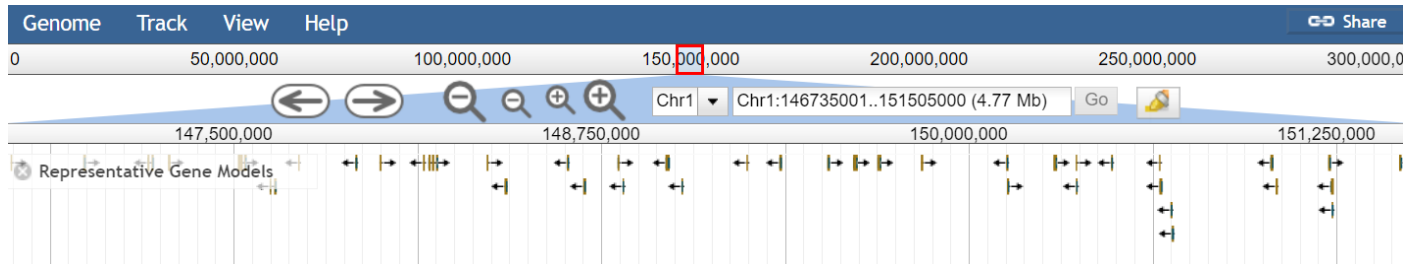 Genome Track View Help Share
0 50,000,000 100,000,000 150,000,000 200,000,000 250,000,000 300,000,0
Chr1 Chr1:146735001..151505000 (4.77 Mb) Go
147,500,000 148,750,000 150,000,000 151,250,000
Representative Gene Models